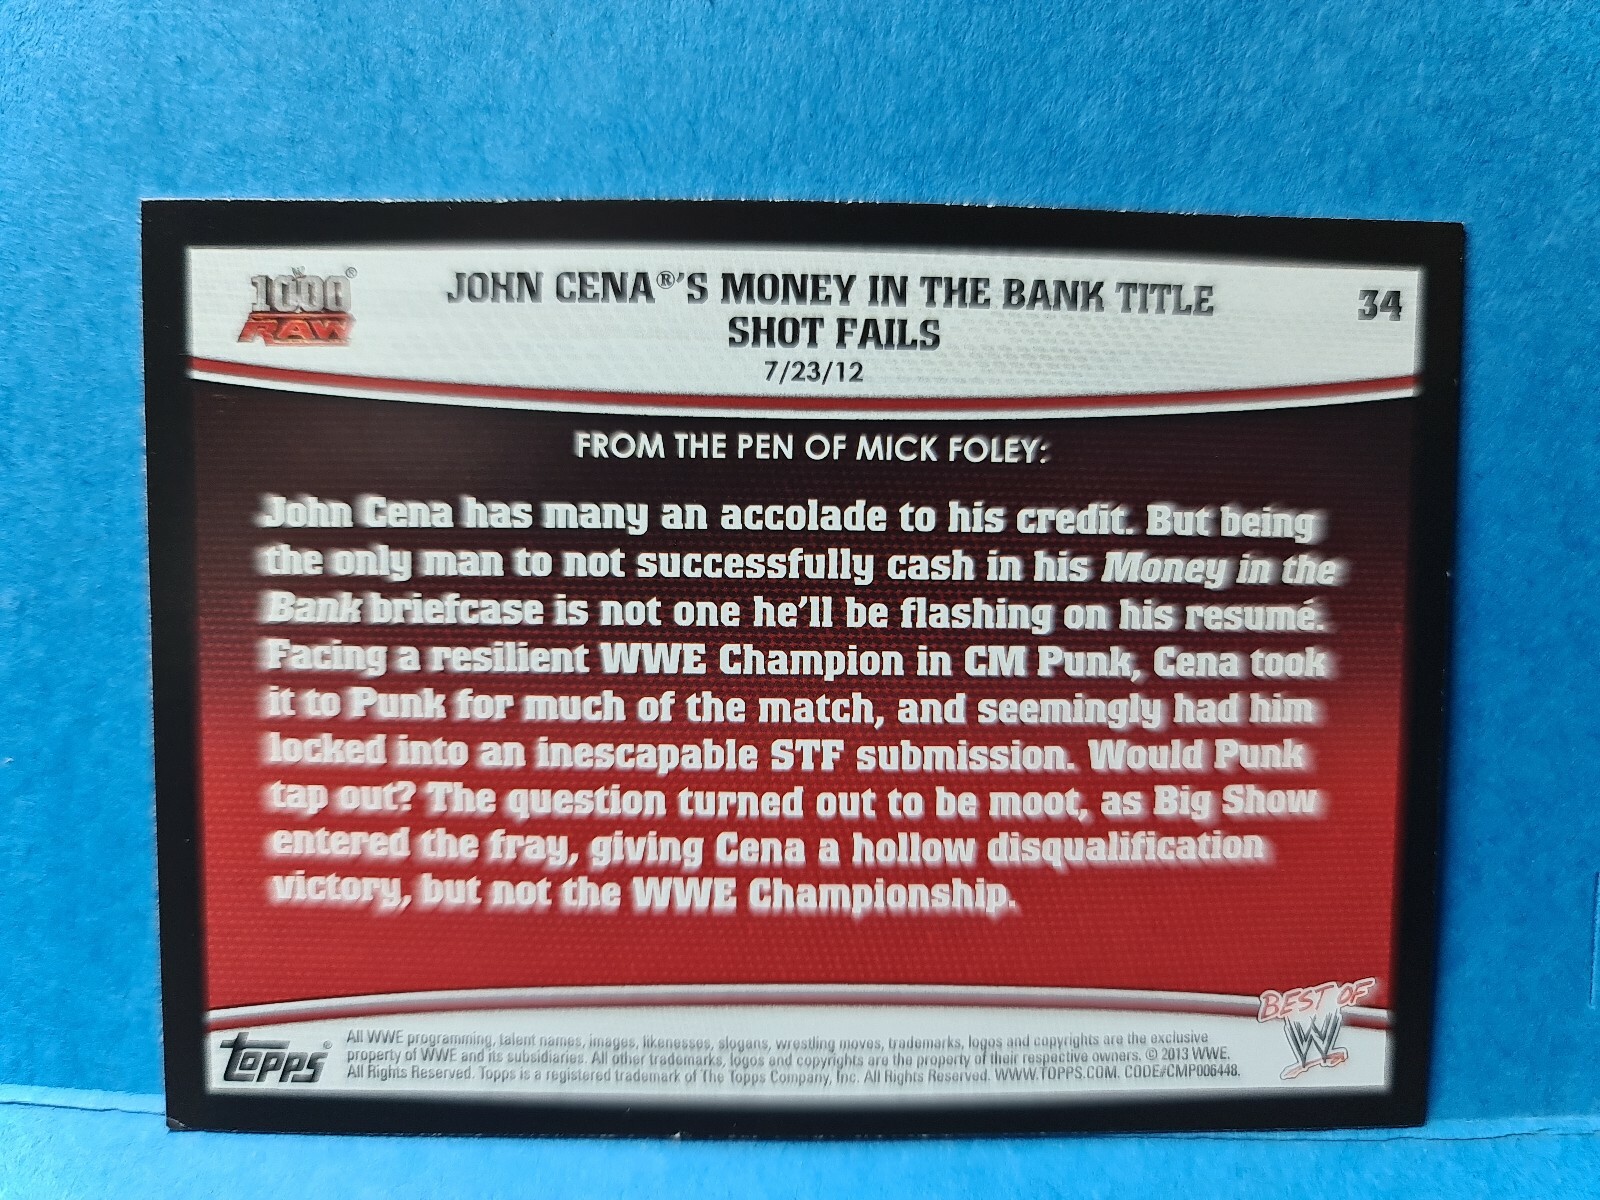 1000®
RAW
JOHN CENA®'S MONEY IN THE BANK TITLE
SHOT FAILS
7/23/12
34
FROM THE PEN OF MICK FOLEY:
John Cena has many an accolade to his credit. But being
the only man to not successfully cash in his Money in the
Bank briefcase is not one he'll be flashing on his resumé.
Facing a resilient WWE Champion in CM Punk, Cena took
it to Punk for much of the match, and seemingly had him
locked into an inescapable STF submission. Would Punk
tap out? The question turned out to be moot, as Big Show
entered the fray, giving Cena a hollow disqualification
victory, but not the WWE Championship.
BEST OF
W
topps®
All WWE programming, talent names, images, likenesses, slogans, wrestling moves, trademarks, logos and copyrights are the exclusive
property of WWE and its subsidiaries. All other trademarks, logos and copyrights are the property of their respective owners. © 2013 WWE.
All Rights Reserved. Topps is a registered trademark of The Topps Company, Inc. All Rights Reserved. WWW.TOPPS.COM. CODE#CMP006448.